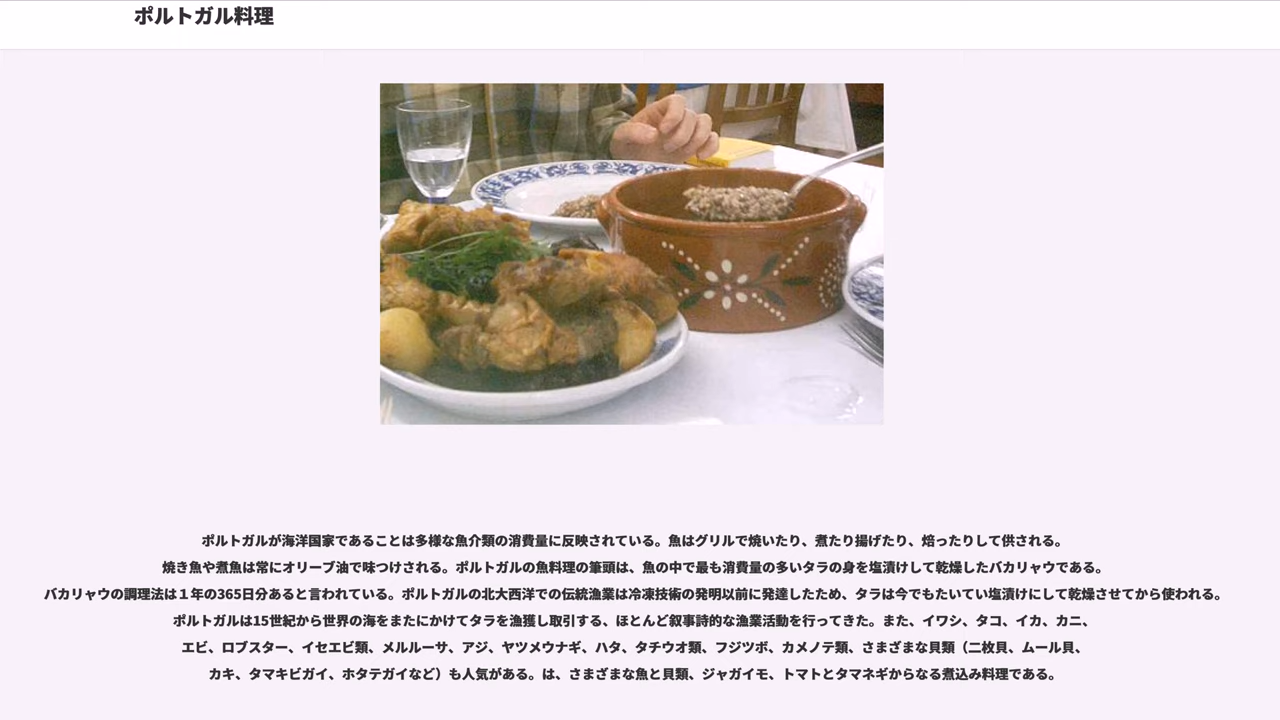 ポルトガル料理
ポルトガルが海洋国家であることは多様な魚介類の消費量に反映されている。魚はグリルで焼いたり、煮たり揚げたり、焙ったりして供される。
焼き魚や煮魚は常にオリーブ油で味つけされる。ポルトガルの魚料理の筆頭は、魚の中で最も消費量の多いタラの身を塩漬けして乾燥したバカリャウである。
バカリャウの調理法は１年の365日分あると言われている。ポルトガルの北大西洋での伝統漁業は冷凍技術の発明以前に発達したため、タラは今でもたいてい塩漬けにして乾燥させてから使われる。
ポルトガルは15世紀から世界の海をまたにかけてタラを漁獲し取引する、ほとんど叙事詩的な漁業活動を行ってきた。また、イワシ、タコ、イカ、カニ、
エビ、ロブスター、イセエビ類、メルルーサ、アジ、ヤツメウナギ、ハタ、タチウオ類、フジツボ、カメノテ類、さまざまな貝類（二枚貝、ムール貝、
カキ、タマキビガイ、ホタテガイなど）も人気がある。は、さまざまな魚と貝類、ジャガイモ、トマトとタマネギからなる煮込み料理である。